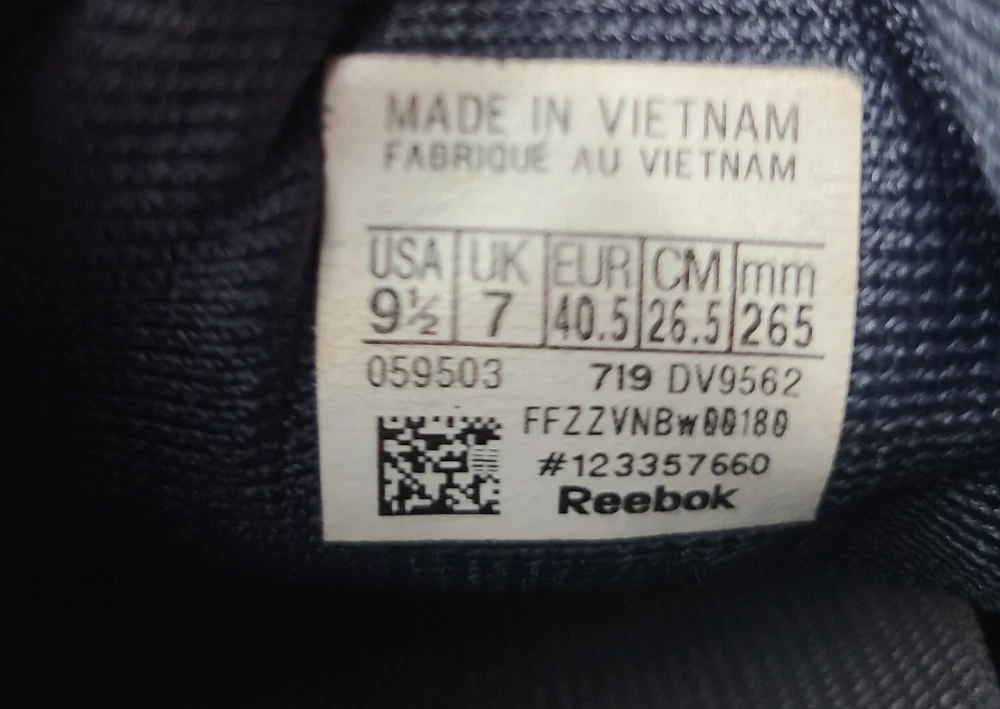 MADE IN VIETNAM
FABRIQUE AU VIETNAM
USA UK EUR CM mm
9½ 7 40.5 26.5 265
059503 719 DV9562
FFZZVNBw00180
#123357660
Reebok